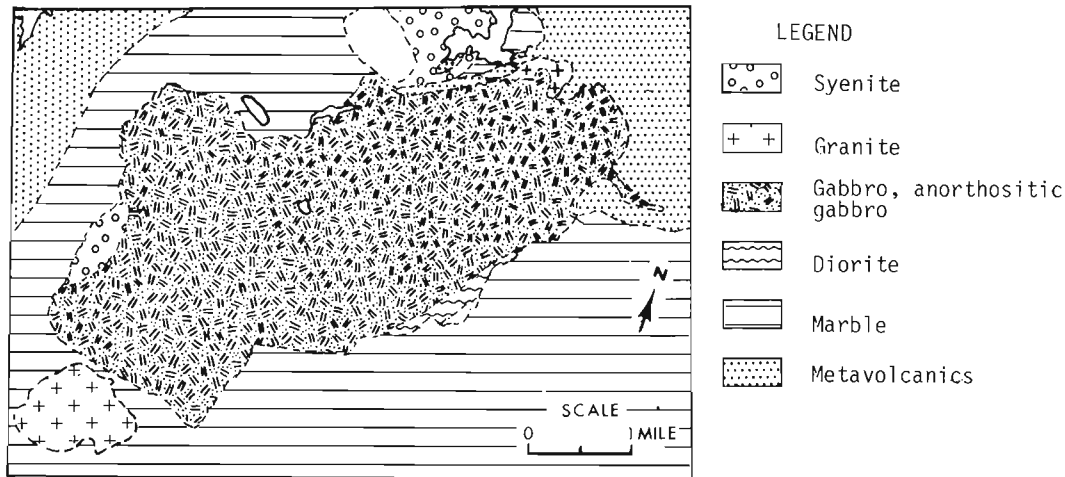 LEGEND
Syenite
Granite
Gabbro, anorthositic
gabbro
Diorite
Marble
Metavolcanics
N
SCALE
0 1 MILE